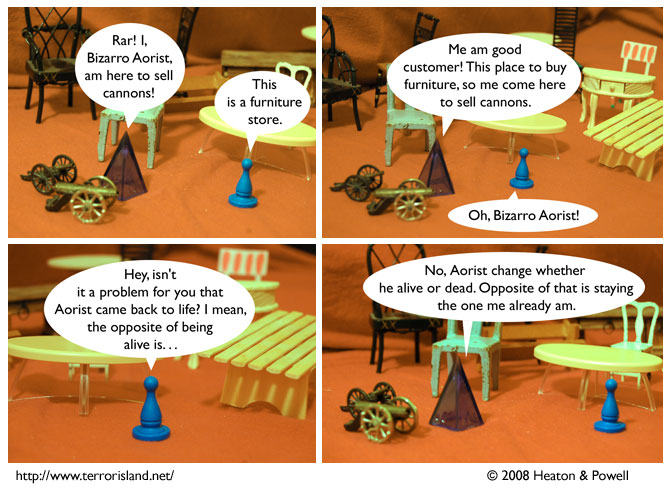 Rar! I,
Bizarro Aorist,
am here to sell
cannons!
This
is a furniture
store.
Me am good
customer! This place to buy
furniture, so me come here
to sell cannons.
Oh, Bizarro Aorist!
Hey, isn't
it a problem for you that
Aorist came back to life? I mean,
the opposite of being
alive is. . .
No, Aorist change whether
he alive or dead. Opposite of that is staying
the one me already am.
http://www.terrorisland.net/
© 2008 Heaton & Powell